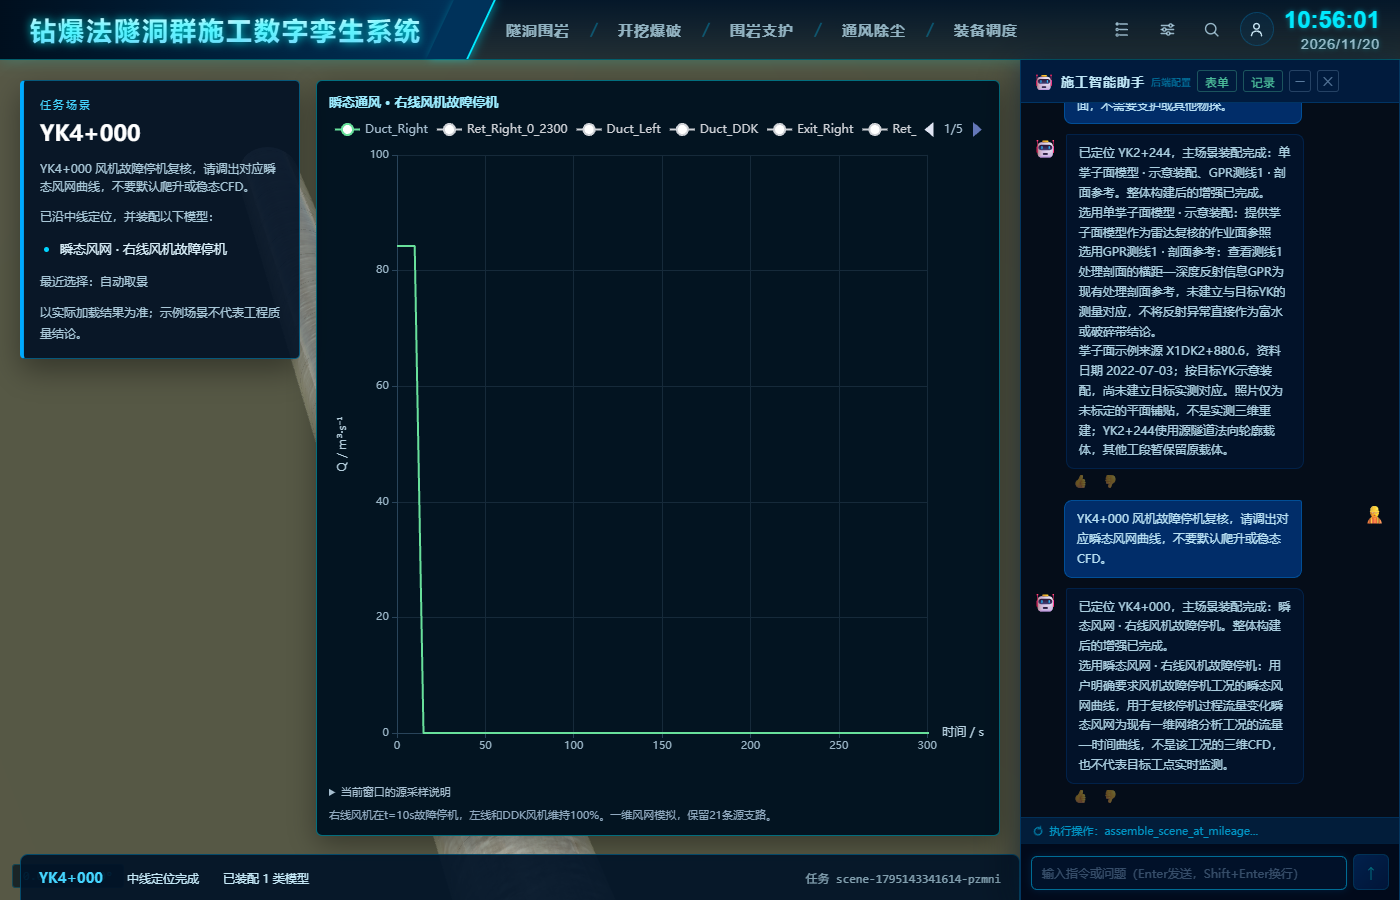 钻爆法隧洞群施工数字孪生系统
隧洞围岩 / 开挖爆破 / 围岩支护 / 通风除尘 / 装备调度
10:56:01
2026/11/20
任务场景
YK4+000
YK4+000 风机故障停机复核，请调出对应瞬
态风网曲线，不要默认爬升或稳态CFD。
已沿中线定位，并装配以下模型：
瞬态风网 · 右线风机故障停机
最近选择：自动取景
以实际加载结果为准；示例场景不代表工程质
量结论。
瞬态通风 • 右线风机故障停机
Duct_Right Ret_Right_0_2300 Duct_Left Duct_DDK Exit_Right Ret_ 1/5
100
80
60
40
20
0
Q / m³·s⁻¹
0 50 100 150 200 250 300
时间 / s
▶ 当前窗口的源采样说明
右线风机在t=10s故障停机，左线和DDK风机维持100%。一维风网模拟，保留21条源支路。
YK4+000 中线定位完成 已装配 1 类模型
任务 scene-1795143341614-pzmni
施工智能助手 后端配置 表单 记录
面，不需要支护或其他物探。
已定位 YK2+244，主场景装配完成：单
掌子面模型 · 示意装配、GPR测线1 · 剖
面参考。整体构建后的增强已完成。
选用单掌子面模型 · 示意装配：提供掌
子面模型作为雷达复核的作业面参照
选用GPR测线1 · 剖面参考：查看测线1
处理剖面的横距—深度反射信息GPR为
现有处理剖面参考，未建立与目标YK的
测量对应，不将反射异常直接作为富水
或破碎带结论。
掌子面示例来源 X1DK2+880.6，资料
日期 2022-07-03；按目标YK示意装
配，尚未建立目标实测对应。照片仅为
未标定的平面铺贴，不是实测三维重
建；YK2+244使用源隧道法向轮廓载
体，其他工段暂保留原载体。
YK4+000 风机故障停机复核，请调出对
应瞬态风网曲线，不要默认爬升或稳态
CFD。
已定位 YK4+000，主场景装配完成：瞬
态风网 · 右线风机故障停机。整体构建
后的增强已完成。
选用瞬态风网 · 右线风机故障停机：用
户明确要求风机故障停机工况的瞬态风
网曲线，用于复核停机过程流量变化瞬
态风网为现有一维网络分析工况的流量
—时间曲线，不是该工况的三维CFD，
也不代表目标工点实时监测。
执行操作：assemble_scene_at_mileage...
输入指令或问题（Enter发送，Shift+Enter换行）